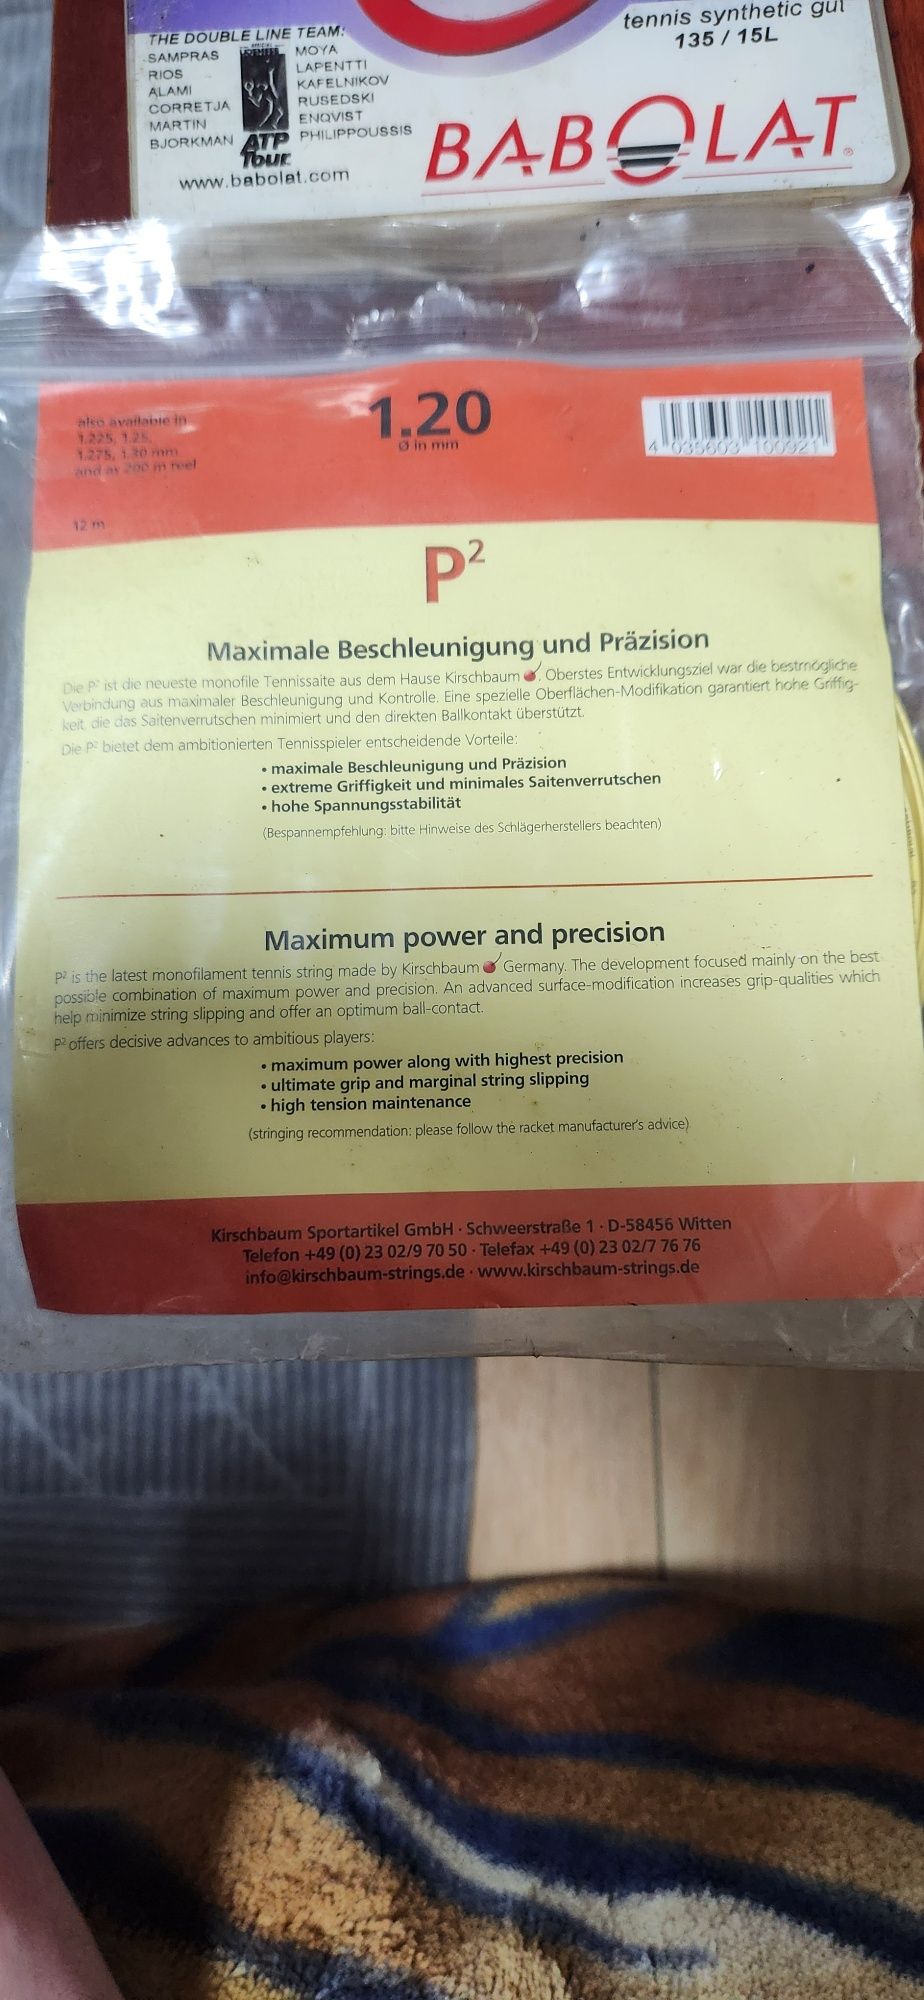 tennis synthetic gut
135 / 15L
THE DOUBLE LINE TEAM:
SAMPRAS
RIOS
ALAMI
CORRETJA
MARTIN
BJORKMAN
ATP
Tour
MOYA
LAPENTTI
KAFELNIKOV
RUSEDSKI
ENQVIST
PHILIPPOUSSIS
www.babolat.com
BABOLAT®
also available in
1.225, 1.25,
1.275, 1.30 mm
and as 200 m reel
12 m
1.20
Ø in mm
4 035603 100921
P²
Maximale Beschleunigung und Präzision
Die P² ist die neueste monofile Tennissaite aus dem Hause Kirschbaum. Oberstes Entwicklungsziel war die bestmögliche
Verbindung aus maximaler Beschleunigung und Kontrolle. Eine spezielle Oberflächen-Modifikation garantiert hohe Griffig-
keit, die das Saitenverrutschen minimiert und den direkten Ballkontakt überstützt.
Die P² bietet dem ambitionierten Tennisspieler entscheidende Vorteile:
• maximale Beschleunigung und Präzision
• extreme Griffigkeit und minimales Saitenverrutschen
• hohe Spannungsstabilität
(Bespannempfehlung: bitte Hinweise des Schlägerherstellers beachten)
Maximum power and precision
P² is the latest monofilament tennis string made by Kirschbaum Germany. The development focused mainly on the best
possible combination of maximum power and precision. An advanced surface-modification increases grip-qualities which
help minimize string slipping and offer an optimum ball-contact.
P² offers decisive advances to ambitious players:
• maximum power along with highest precision
• ultimate grip and marginal string slipping
• high tension maintenance
(stringing recommendation: please follow the racket manufacturer's advice)
Kirschbaum Sportartikel GmbH · Schweerstraße 1 · D-58456 Witten
Telefon +49 (0) 23 02/9 70 50 · Telefax +49 (0) 23 02/7 76 76
info@kirschbaum-strings.de · www.kirschbaum-strings.de